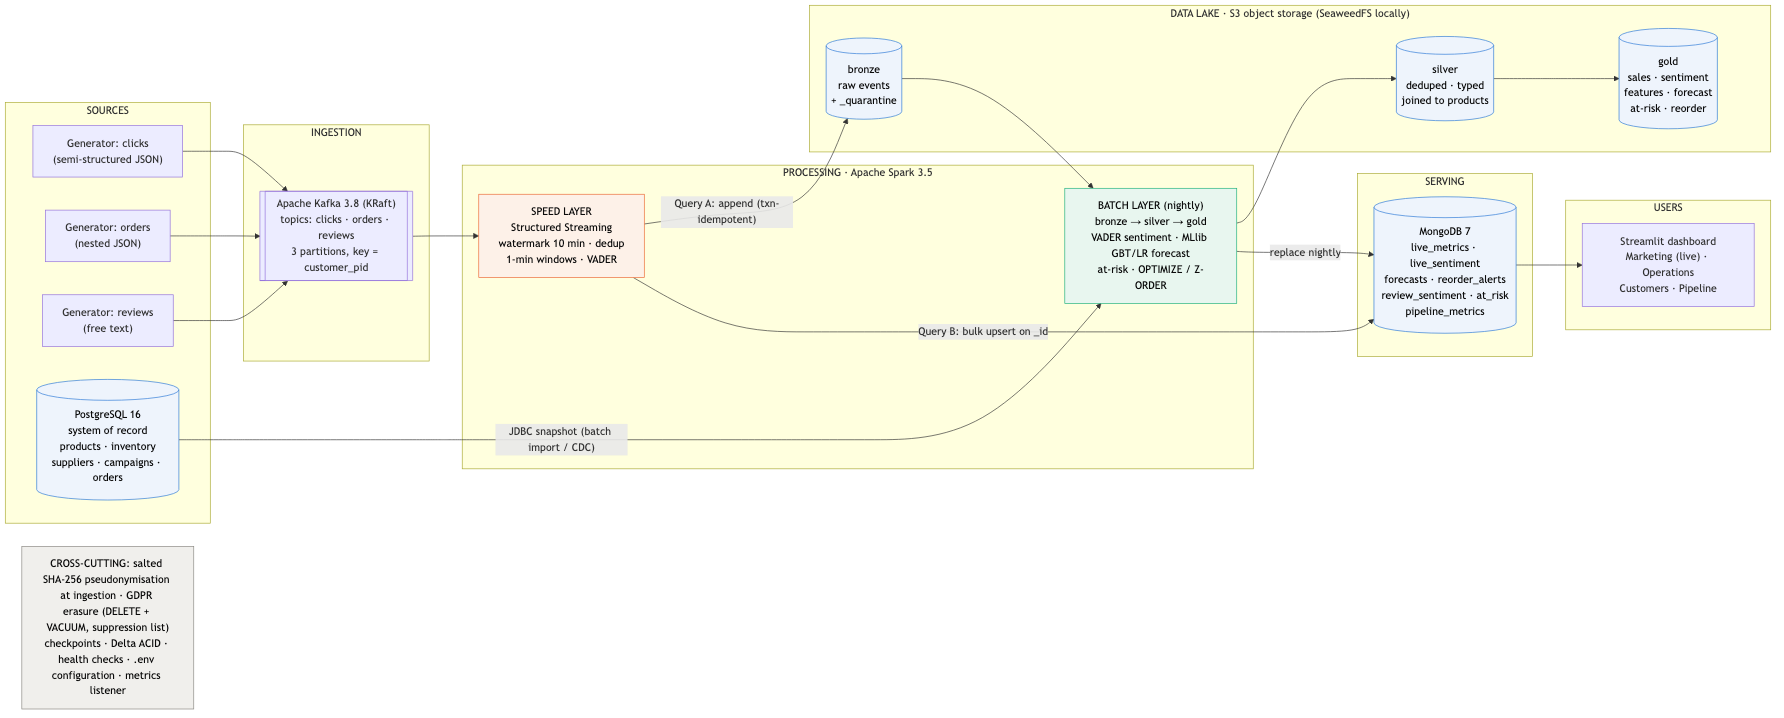 DATA LAKE · S3 object storage (SeaweedFS locally)
bronze
raw events
+ _quarantine
silver
deduped · typed
joined to products
gold
sales · sentiment
features · forecast
at-risk · reorder
SOURCES
Generator: clicks
(semi-structured JSON)
Generator: orders
(nested JSON)
Generator: reviews
(free text)
PostgreSQL 16
system of record
products · inventory
suppliers · campaigns ·
orders
INGESTION
Apache Kafka 3.8 (KRaft)
topics: clicks · orders ·
reviews
3 partitions, key =
customer_pid
PROCESSING · Apache Spark 3.5
SPEED LAYER
Structured Streaming
watermark 10 min · dedup
1-min windows · VADER
Query A: append (txn-
idempotent)
BATCH LAYER (nightly)
bronze → silver → gold
VADER sentiment · MLlib
GBT/LR forecast
at-risk · OPTIMIZE / Z-
ORDER
replace nightly
Query B: bulk upsert on _id
JDBC snapshot (batch
import / CDC)
SERVING
MongoDB 7
live_metrics ·
live_sentiment
forecasts · reorder_alerts
review_sentiment · at_risk
pipeline_metrics
USERS
Streamlit dashboard
Marketing (live) ·
Operations
Customers · Pipeline
CROSS-CUTTING: salted
SHA-256 pseudonymisation
at ingestion · GDPR
erasure (DELETE +
VACUUM, suppression list)
checkpoints · Delta ACID ·
health checks · .env
configuration · metrics
listener